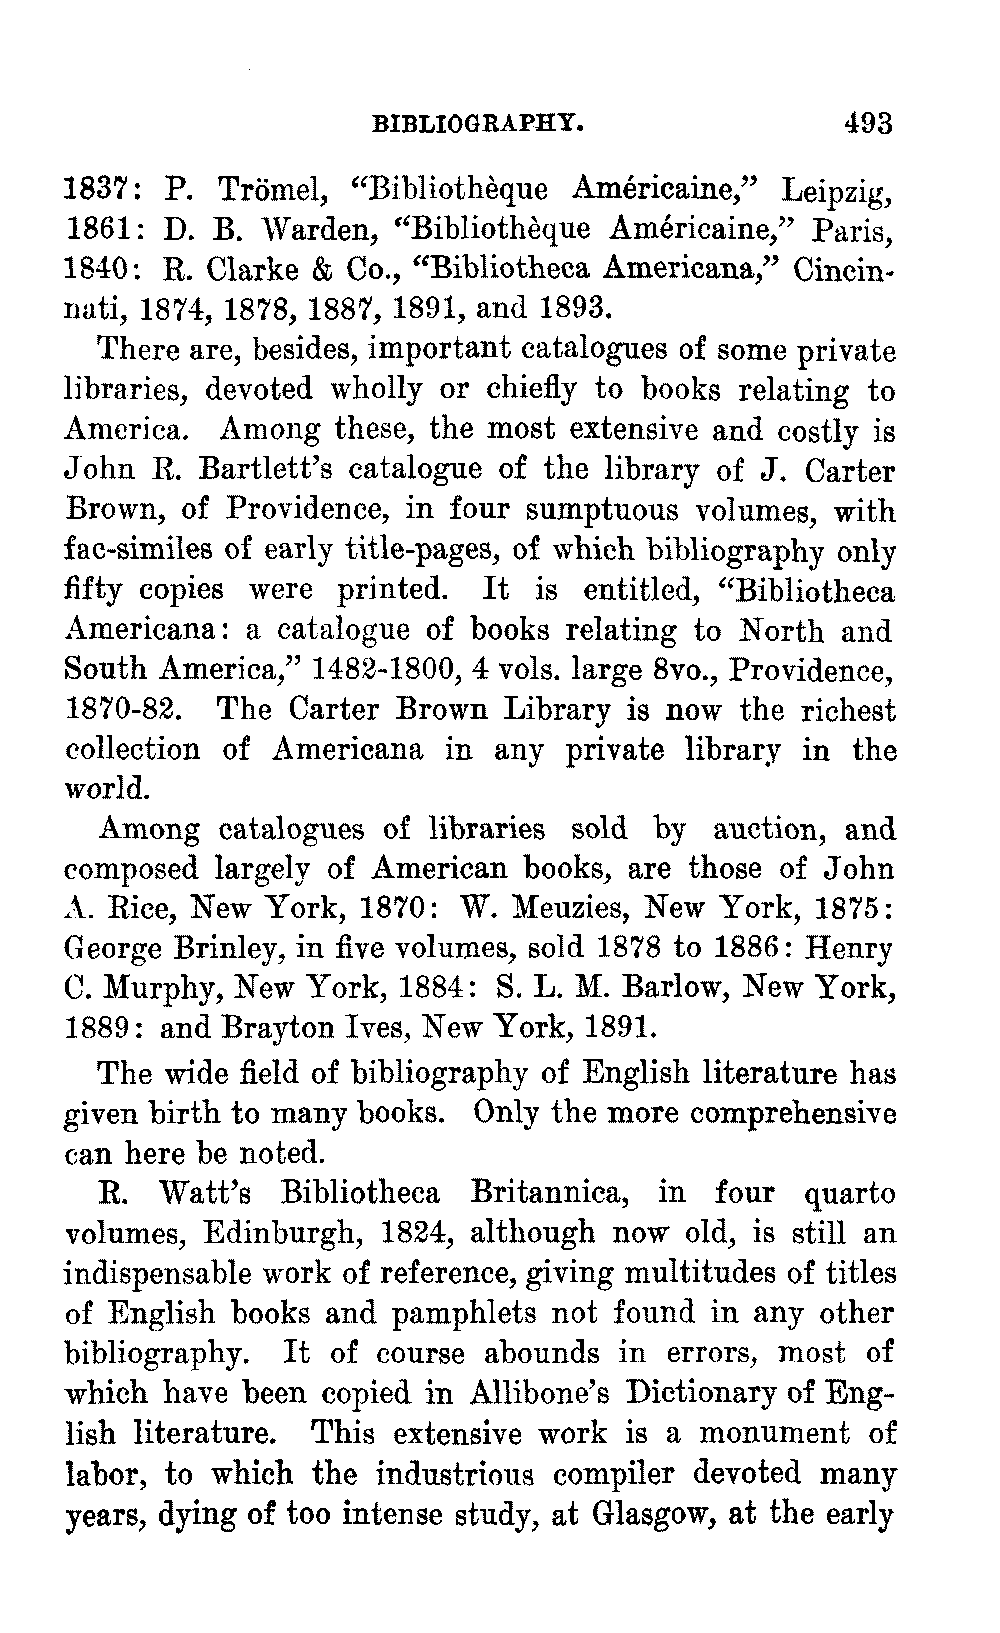 BIBLIOGRAPHY. 493
1837: P. Trömel, “Bibliothèque Américaine,” Leipzig,
1861: D. B. Warden, “Bibliothèque Américaine,” Paris,
1840: R. Clarke & Co., “Bibliotheca Americana,” Cincin-
nati, 1874, 1878, 1887, 1891, and 1893.
There are, besides, important catalogues of some private
libraries, devoted wholly or chiefly to books relating to
America. Among these, the most extensive and costly is
John R. Bartlett’s catalogue of the library of J. Carter
Brown, of Providence, in four sumptuous volumes, with
fac-similes of early title-pages, of which bibliography only
fifty copies were printed. It is entitled, “Bibliotheca
Americana: a catalogue of books relating to North and
South America,” 1482-1800, 4 vols. large 8vo., Providence,
1870-82. The Carter Brown Library is now the richest
collection of Americana in any private library in the
world.
Among catalogues of libraries sold by auction, and
composed largely of American books, are those of John
A. Rice, New York, 1870: W. Meuzies, New York, 1875:
George Brinley, in five volumes, sold 1878 to 1886: Henry
C. Murphy, New York, 1884: S. L. M. Barlow, New York,
1889: and Brayton Ives, New York, 1891.
The wide field of bibliography of English literature has
given birth to many books. Only the more comprehensive
can here be noted.
R. Watt’s Bibliotheca Britannica, in four quarto
volumes, Edinburgh, 1824, although now old, is still an
indispensable work of reference, giving multitudes of titles
of English books and pamphlets not found in any other
bibliography. It of course abounds in errors, most of
which have been copied in Allibone’s Dictionary of Eng-
lish literature. This extensive work is a monument of
labor, to which the industrious compiler devoted many
years, dying of too intense study, at Glasgow, at the early